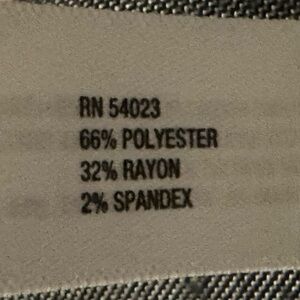 RN 54023
66% POLYESTER
32% RAYON
2% SPANDEX